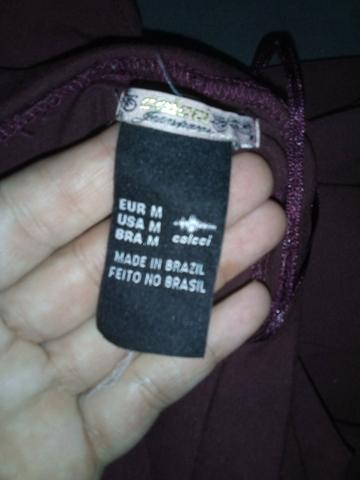 EUR M
USA M
BRA.M
colcci
MADE IN BRAZIL
FEITO NO BRASIL